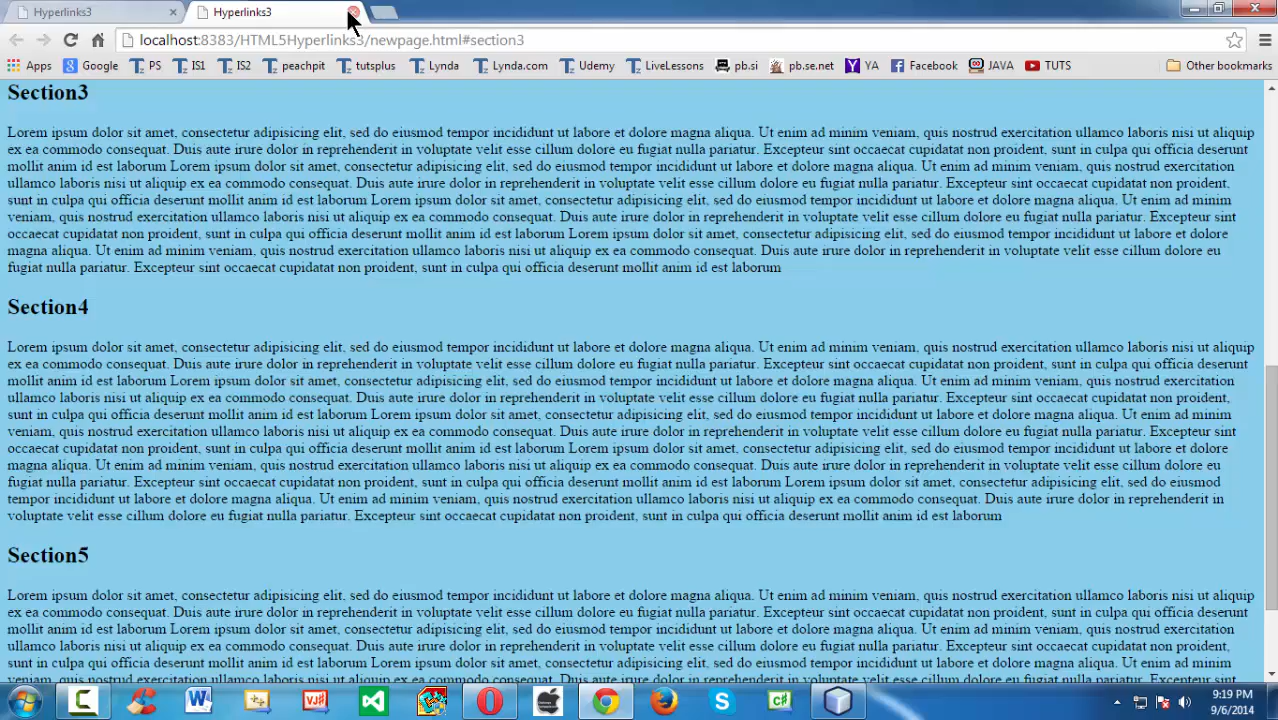 Hyperlinks3
Hyperlinks3
localhost:8383/HTML5Hyperlinks3/newpage.html#section3
Apps Google PS IS1 IS2 peachpit tutsplus Lynda Lynda.com Udemy LiveLessons pb.si pb.se.net YA Facebook JAVA TUTS Other bookmarks
Section3
Lorem ipsum dolor sit amet, consectetur adipisicing elit, sed do eiusmod tempor incididunt ut labore et dolore magna aliqua. Ut enim ad minim veniam, quis nostrud exercitation ullamco laboris nisi ut aliquip
ex ea commodo consequat. Duis aute irure dolor in reprehenderit in voluptate velit esse cillum dolore eu fugiat nulla pariatur. Excepteur sint occaecat cupidatat non proident, sunt in culpa qui officia deserunt
mollit anim id est laborum Lorem ipsum dolor sit amet, consectetur adipisicing elit, sed do eiusmod tempor incididunt ut labore et dolore magna aliqua. Ut enim ad minim veniam, quis nostrud exercitation
ullamco laboris nisi ut aliquip ex ea commodo consequat. Duis aute irure dolor in reprehenderit in voluptate velit esse cillum dolore eu fugiat nulla pariatur. Excepteur sint occaecat cupidatat non proident,
sunt in culpa qui officia deserunt mollit anim id est laborum Lorem ipsum dolor sit amet, consectetur adipisicing elit, sed do eiusmod tempor incididunt ut labore et dolore magna aliqua. Ut enim ad minim
veniam, quis nostrud exercitation ullamco laboris nisi ut aliquip ex ea commodo consequat. Duis aute irure dolor in reprehenderit in voluptate velit esse cillum dolore eu fugiat nulla pariatur. Excepteur sint
occaecat cupidatat non proident, sunt in culpa qui officia deserunt mollit anim id est laborum Lorem ipsum dolor sit amet, consectetur adipisicing elit, sed do eiusmod tempor incididunt ut labore et dolore
magna aliqua. Ut enim ad minim veniam, quis nostrud exercitation ullamco laboris nisi ut aliquip ex ea commodo consequat. Duis aute irure dolor in reprehenderit in voluptate velit esse cillum dolore eu
fugiat nulla pariatur. Excepteur sint occaecat cupidatat non proident, sunt in culpa qui officia deserunt mollit anim id est laborum
Section4
Lorem ipsum dolor sit amet, consectetur adipisicing elit, sed do eiusmod tempor incididunt ut labore et dolore magna aliqua. Ut enim ad minim veniam, quis nostrud exercitation ullamco laboris nisi ut aliquip
ex ea commodo consequat. Duis aute irure dolor in reprehenderit in voluptate velit esse cillum dolore eu fugiat nulla pariatur. Excepteur sint occaecat cupidatat non proident, sunt in culpa qui officia deserunt
mollit anim id est laborum Lorem ipsum dolor sit amet, consectetur adipisicing elit, sed do eiusmod tempor incididunt ut labore et dolore magna aliqua. Ut enim ad minim veniam, quis nostrud exercitation
ullamco laboris nisi ut aliquip ex ea commodo consequat. Duis aute irure dolor in reprehenderit in voluptate velit esse cillum dolore eu fugiat nulla pariatur. Excepteur sint occaecat cupidatat non proident,
sunt in culpa qui officia deserunt mollit anim id est laborum Lorem ipsum dolor sit amet, consectetur adipisicing elit, sed do eiusmod tempor incididunt ut labore et dolore magna aliqua. Ut enim ad minim
veniam, quis nostrud exercitation ullamco laboris nisi ut aliquip ex ea commodo consequat. Duis aute irure dolor in reprehenderit in voluptate velit esse cillum dolore eu fugiat nulla pariatur. Excepteur sint
occaecat cupidatat non proident, sunt in culpa qui officia deserunt mollit anim id est laborum Lorem ipsum dolor sit amet, consectetur adipisicing elit, sed do eiusmod tempor incididunt ut labore et dolore
magna aliqua. Ut enim ad minim veniam, quis nostrud exercitation ullamco laboris nisi ut aliquip ex ea commodo consequat. Duis aute irure dolor in reprehenderit in voluptate velit esse cillum dolore eu
fugiat nulla pariatur. Excepteur sint occaecat cupidatat non proident, sunt in culpa qui officia deserunt mollit anim id est laborum Lorem ipsum dolor sit amet, consectetur adipisicing elit, sed do eiusmod
tempor incididunt ut labore et dolore magna aliqua. Ut enim ad minim veniam, quis nostrud exercitation ullamco laboris nisi ut aliquip ex ea commodo consequat. Duis aute irure dolor in reprehenderit in
voluptate velit esse cillum dolore eu fugiat nulla pariatur. Excepteur sint occaecat cupidatat non proident, sunt in culpa qui officia deserunt mollit anim id est laborum
Section5
Lorem ipsum dolor sit amet, consectetur adipisicing elit, sed do eiusmod tempor incididunt ut labore et dolore magna aliqua. Ut enim ad minim veniam, quis nostrud exercitation ullamco laboris nisi ut aliquip
ex ea commodo consequat. Duis aute irure dolor in reprehenderit in voluptate velit esse cillum dolore eu fugiat nulla pariatur. Excepteur sint occaecat cupidatat non proident, sunt in culpa qui officia deserunt
mollit anim id est laborum Lorem ipsum dolor sit amet, consectetur adipisicing elit, sed do eiusmod tempor incididunt ut labore et dolore magna aliqua. Ut enim ad minim veniam, quis nostrud exercitation
ullamco laboris nisi ut aliquip ex ea commodo consequat. Duis aute irure dolor in reprehenderit in voluptate velit esse cillum dolore eu fugiat nulla pariatur. Excepteur sint occaecat cupidatat non proident,
sunt in culpa qui officia deserunt mollit anim id est laborum Lorem ipsum dolor sit amet, consectetur adipisicing elit, sed do eiusmod tempor incididunt ut labore et dolore magna aliqua. Ut enim ad minim
9:19 PM
9/6/2014